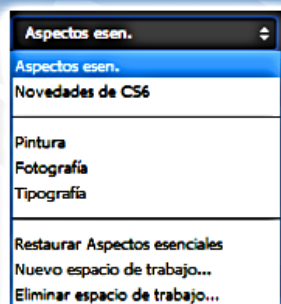 Aspectos esen.
Aspectos esen.
Novedades de CS6
Pintura
Fotografía
Tipografía
Restaurar Aspectos esenciales
Nuevo espacio de trabajo...
Eliminar espacio de trabajo...